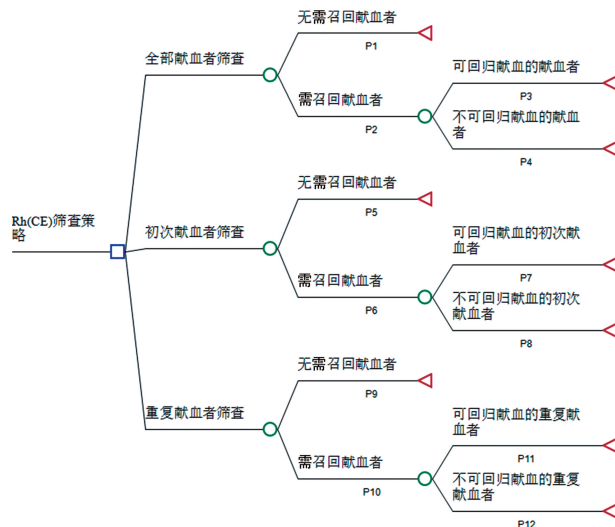 Rh(CE)筛查策
略
全部献血者筛查
无需召回献血者
P1
需召回献血者
P2
可回归献血的献血者
P3
不可回归献血的献血
者
P4
初次献血者筛查
无需召回献血者
P5
需召回献血者
P6
可回归献血的初次献
血者
P7
不可回归献血的初次
献血者
P8
重复献血者筛查
无需召回献血者
P9
需召回献血者
P10
可回归献血的重复献
血者
P11
不可回归献血的重复
献血者
P12